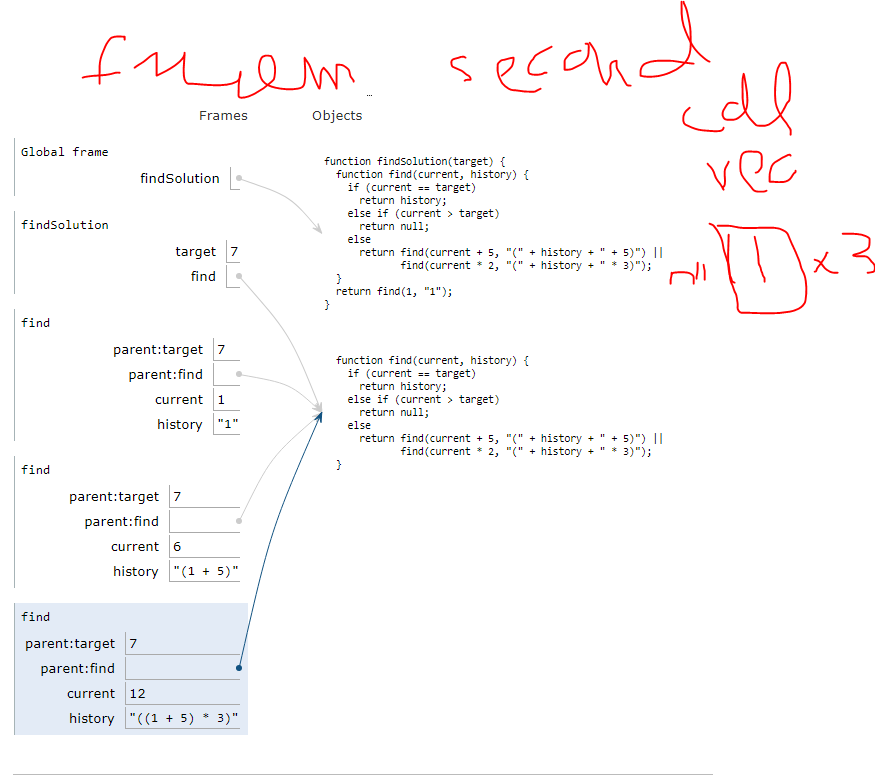 second
call
rec
...
Frames Objects
Global frame
findSolution
findSolution
target 7
find
find
parent:target 7
parent:find
current 1
history "1"
find
parent:target 7
parent:find
current 6
history "(1 + 5)"
find
parent:target 7
parent:find
current 12
history "((1 + 5) * 3)"
function findSolution(target) {
function find(current, history) {
if (current == target)
return history;
else if (current > target)
return null;
else
return find(current + 5, "(" + history + " + 5)") ||
find(current * 2, "(" + history + " * 3)");
}
return find(1, "1");
}
n 11 11 x 3
function find(current, history) {
if (current == target)
return history;
else if (current > target)
return null;
else
return find(current + 5, "(" + history + " + 5)") ||
find(current * 2, "(" + history + " * 3)");
}